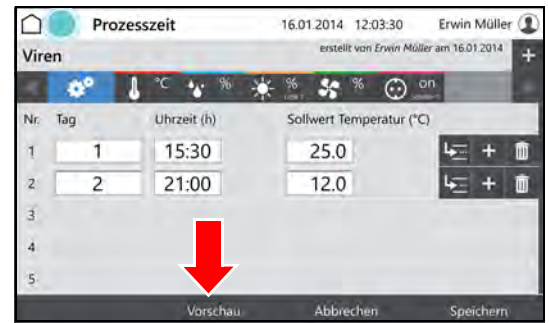 Prozesszeit 16.01.2014 12:03:30 Erwin Müller
Viren erstellt von Erwin Müller am 16.01.2014 +
°C % % % on
Nr. Tag Uhrzeit (h) Sollwert Temperatur (°C)
1 1 15:30 25.0 +
2 2 21:00 12.0 +
3
4
5
Vorschau Abbrechen Speichern